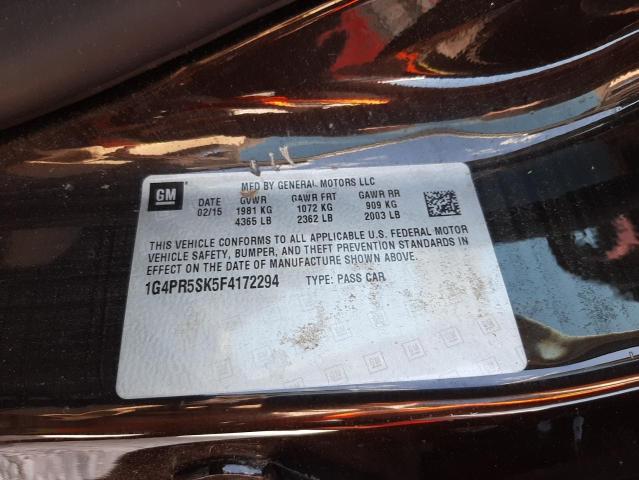 GM
MFD BY GENERAL MOTORS LLC
DATE GVWR GAWR FRT GAWR RR
02/15 1981 KG 1072 KG 909 KG
4365 LB 2362 LB 2003 LB
THIS VEHICLE CONFORMS TO ALL APPLICABLE U.S. FEDERAL MOTOR
VEHICLE SAFETY, BUMPER, AND THEFT PREVENTION STANDARDS IN
EFFECT ON THE DATE OF MANUFACTURE SHOWN ABOVE.
1G4PR5SK5F4172294 TYPE: PASS CAR